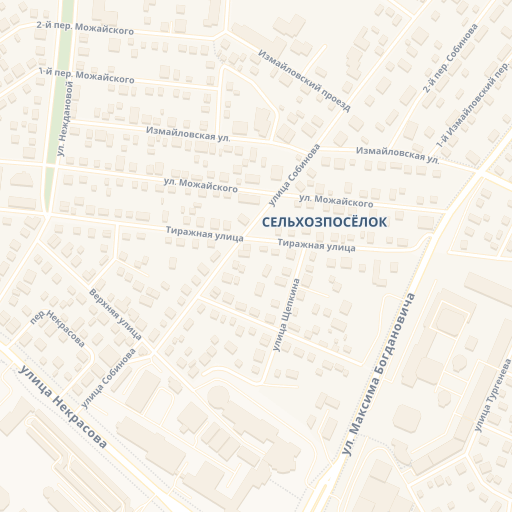 2-й пер. Можайского
Измайловский проезд
2-й пер. Собинова
1-й пер. Можайского
1-й Измайловский пер.
ул. Неждановой
Измайловская ул.
Измайловская ул.
улица Собинова
ул. Можайского
ул. Можайского
СЕЛЬХОЗПОСЁЛОК
Тиражная улица
Тиражная улица
Верхняя улица
пер. Некрасова
улица Щепкина
ул. Максима Богдановича
улица Собинова
улица Некрасова
улица Тургенева